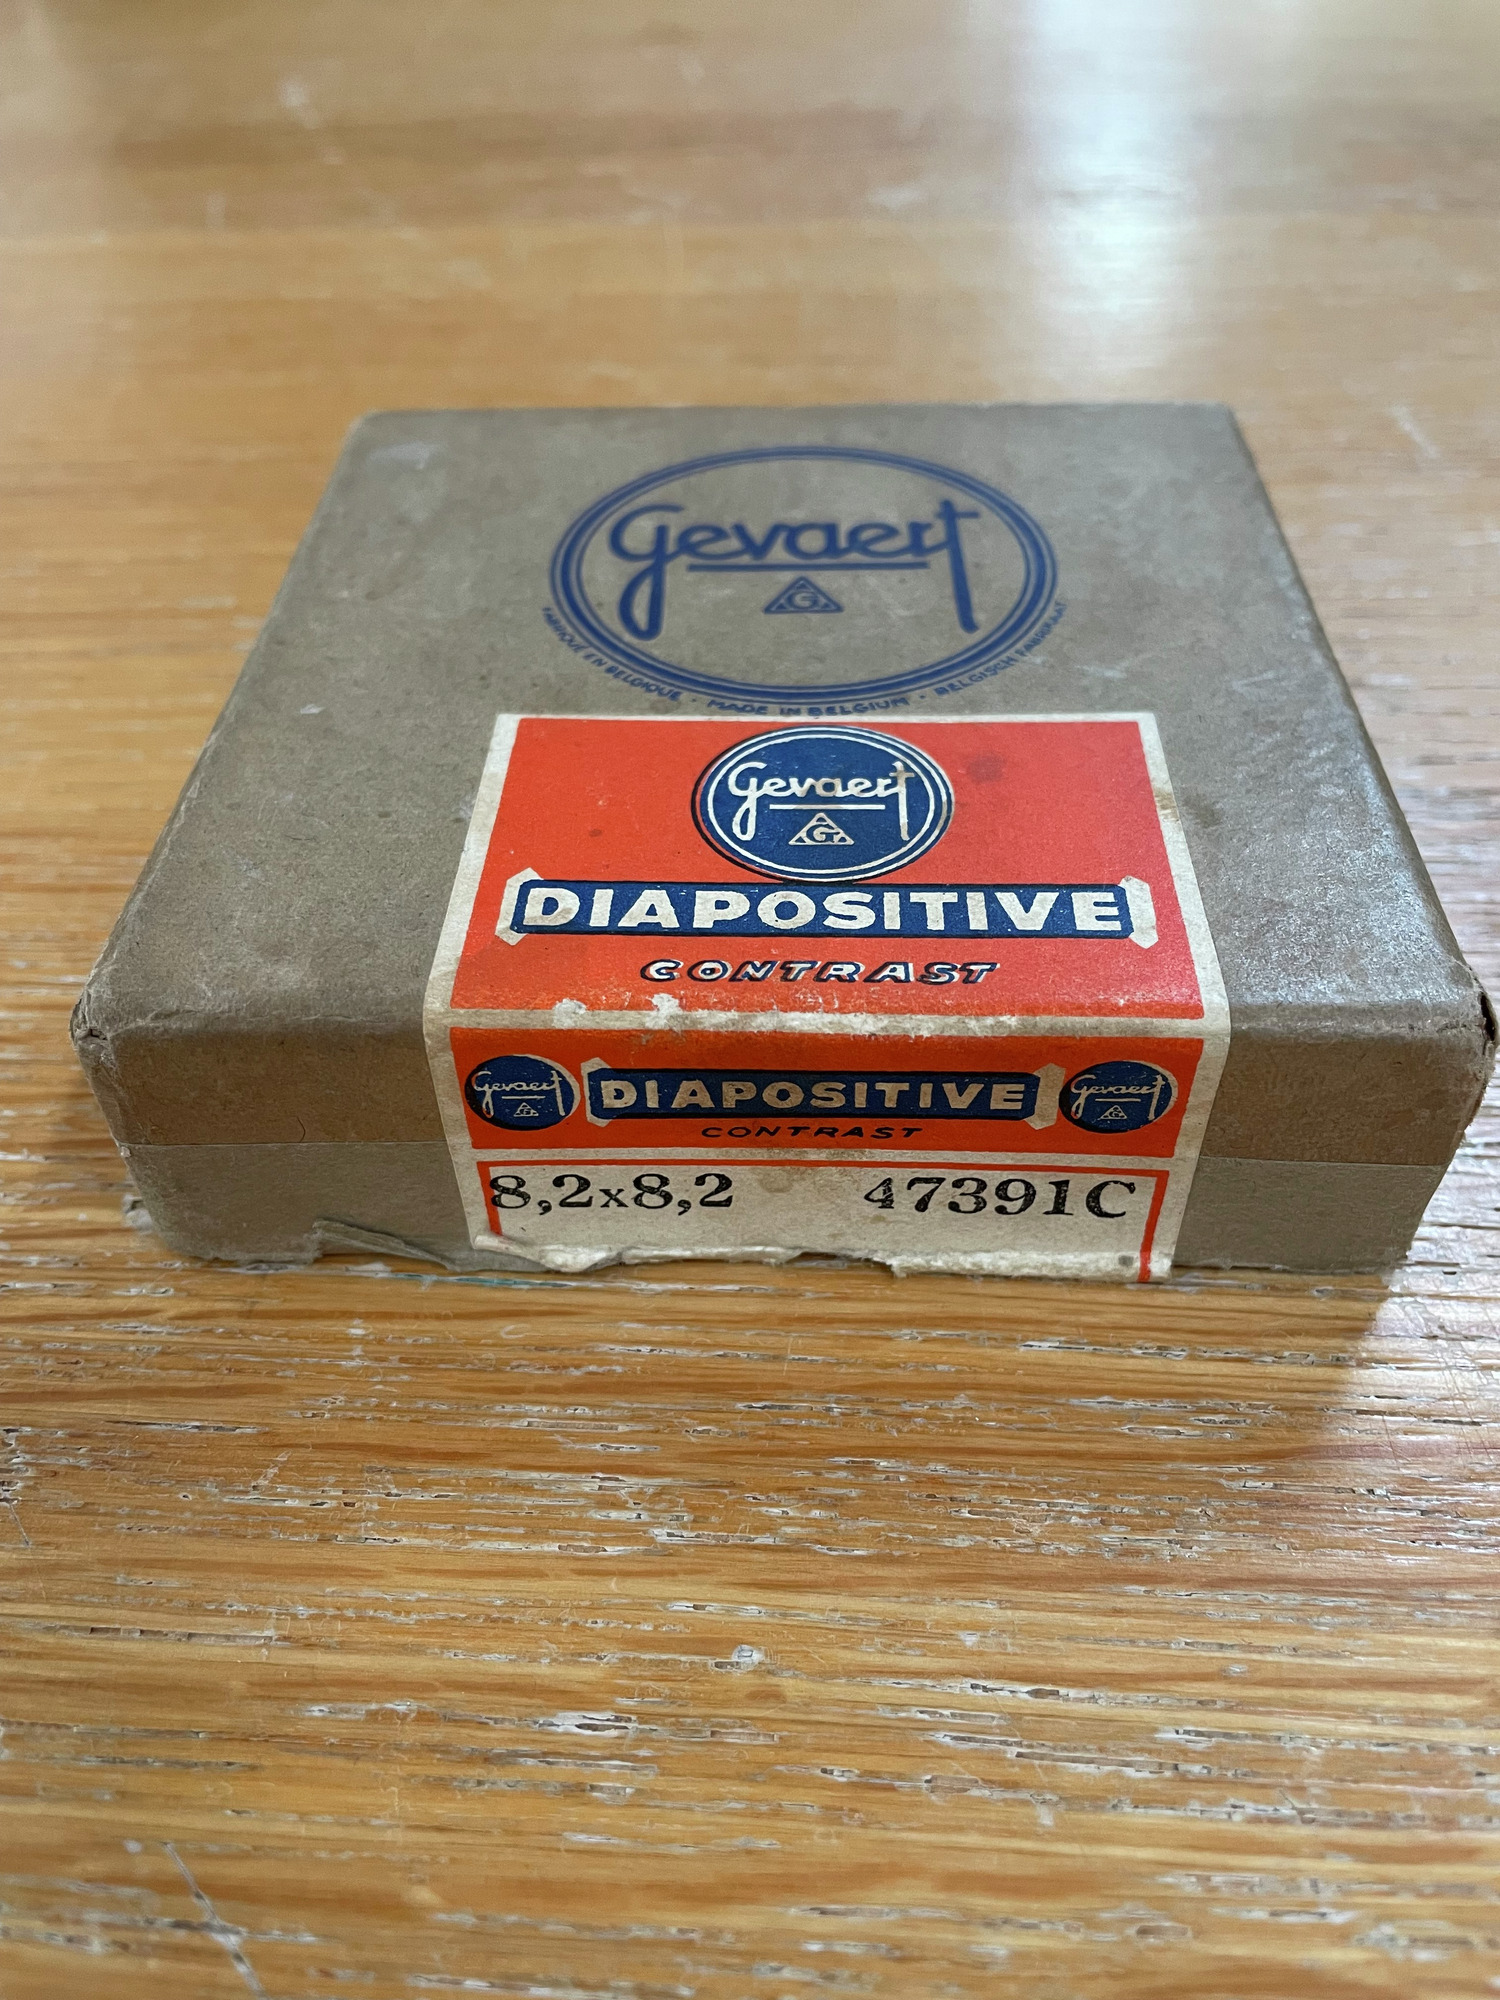 Gevaert
G
FABRIQUÉ EN BELGIQUE · MADE IN BELGIUM · BELGISCH FABRIKAAT
Gevaert
G
DIAPOSITIVE
CONTRAST
Gevaert
G
DIAPOSITIVE
Gevaert
G
CONTRAST
8,2x8,2 47391C